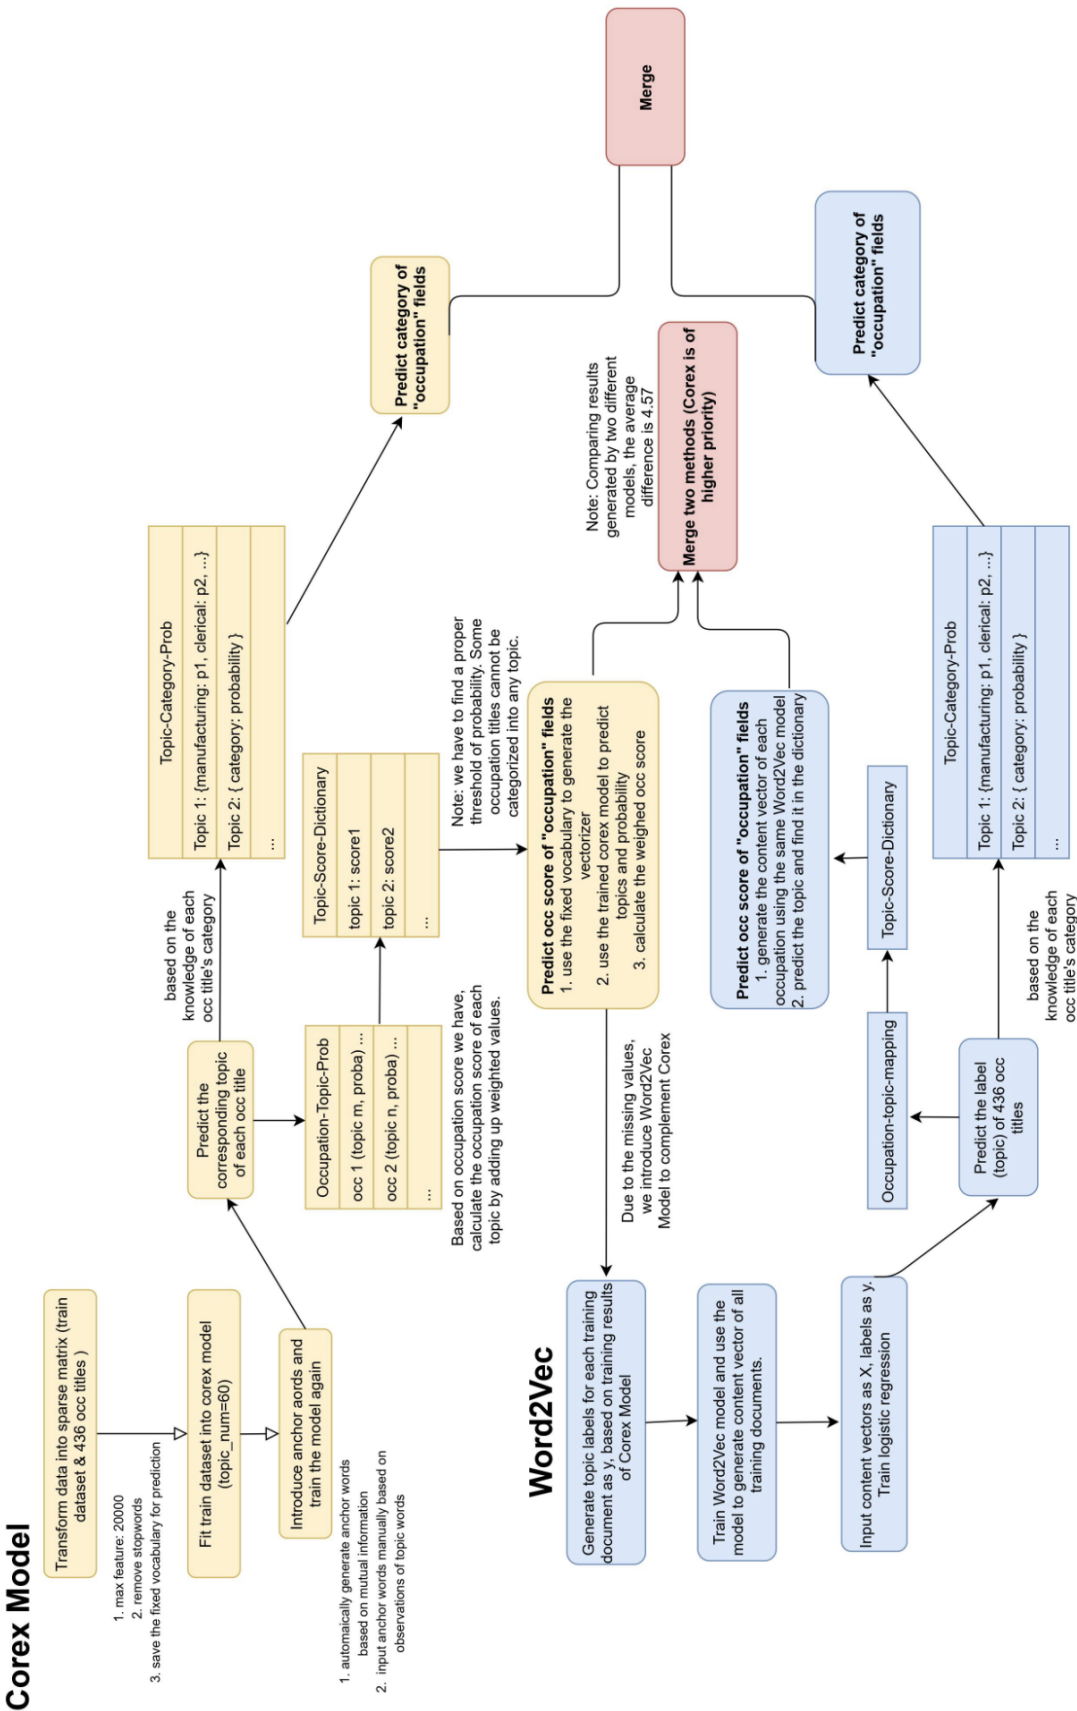 Corex Model
Transform data into sparse matrix (train
dataset & 436 occ titles )
1. max feature: 20000
2. remove stopwords
3. save the fixed vocabulary for prediction
Fit train dataset into corex model
(topic_num=60)
Introduce anchor aords and
train the model again
1. automaically generate anchor words
based on mutual information
2. input anchor words manually based on
observations of topic words
Predict the
corresponding topic
of each occ title
based on the
knowledge of each
occ title's category
Topic-Category-Prob
Topic 1: {manufacturing: p1, clerical: p2, ...}
Topic 2: { category: probability }
...
Predict category of
"occupation" fields
Occupation-Topic-Prob
occ 1 (topic m, proba) ...
occ 2 (topic n, proba) ...
...
Based on occupation score we have,
calculate the occupation score of each
topic by adding up weighted values.
Topic-Score-Dictionary
topic 1: score1
topic 2: score2
...
Note: we have to find a proper
threshold of probability. Some
occupation titles cannot be
categorized into any topic.
Predict occ score of "occupation" fields
1. use the fixed vocabulary to generate the
vectorizer
2. use the trained corex model to predict
topics and probability
3. calculate the weighed occ score
Due to the missing values,
we introduce Word2Vec
Model to complement Corex
Note: Comparing results
generated by two different
models, the average
difference is 4.57
Merge two methods (Corex is of
higher priority)
Merge
Word2Vec
Generate topic labels for each training
document as y, based on training results
of Corex Model
Train Word2Vec model and use the
model to generate content vector of all
training documents.
Input content vectors as X, labels as y.
Train logistic regression
Predict the label
(topic) of 436 occ
titles
Occupation-topic-mapping
Topic-Score-Dictionary
Predict occ score of "occupation" fields
1. generate the content vector of each
occupation using the same Word2Vec model
2. predict the topic and find it in the dictionary
based on the
knowledge of each
occ title's category
Topic-Category-Prob
Topic 1: {manufacturing: p1, clerical: p2, ...}
Topic 2: { category: probability }
...
Predict category of
"occupation" fields